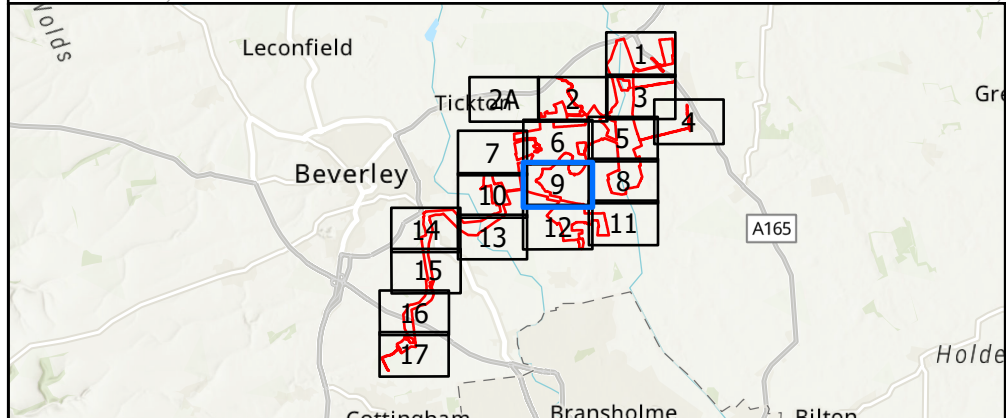 Wolds
Leconfield
1
Tickton
2A
2
3
4
Gre
5
6
7
Beverley
8
9
10
11
A165
12
13
14
15
16
17
Holde
Cottingham
Bransholme
Bilton